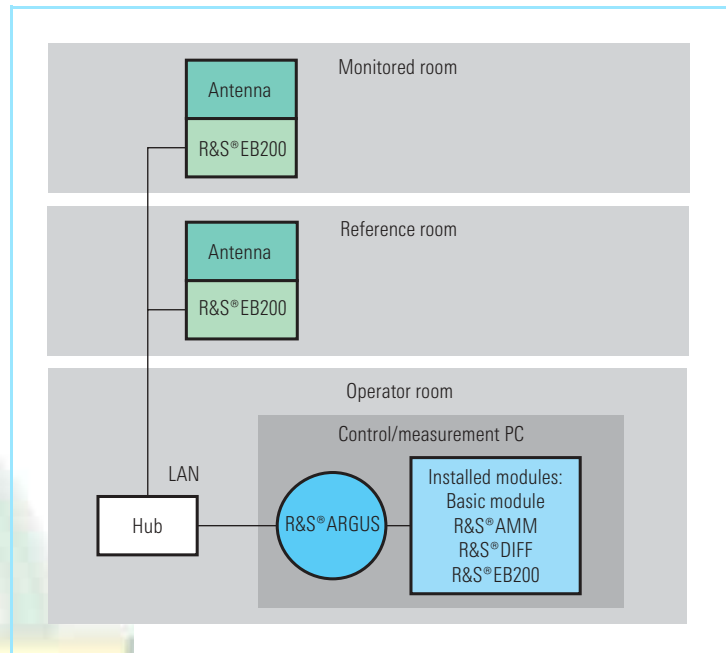 Monitored room
Antenna
R&S®EB200
Reference room
Antenna
R&S®EB200
Operator room
Control/measurement PC
LAN
Hub
R&S®ARGUS
Installed modules:
Basic module
R&S®AMM
R&S®DIFF
R&S®EB200